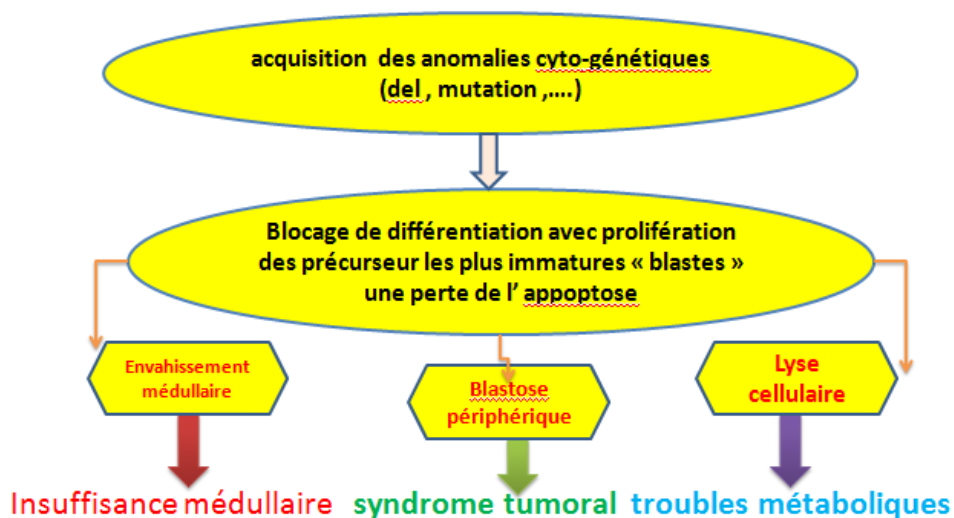 acquisition des anomalies cyto-génétiques
(del , mutation ,....)
Blocage de différentiation avec prolifération
des précurseur les plus immatures « blastes »
une perte de l' appoptose
Envahissement
médullaire
Blastose
périphérique
Lyse
cellulaire
Insuffisance médullaire
syndrome tumoral
troubles métaboliques